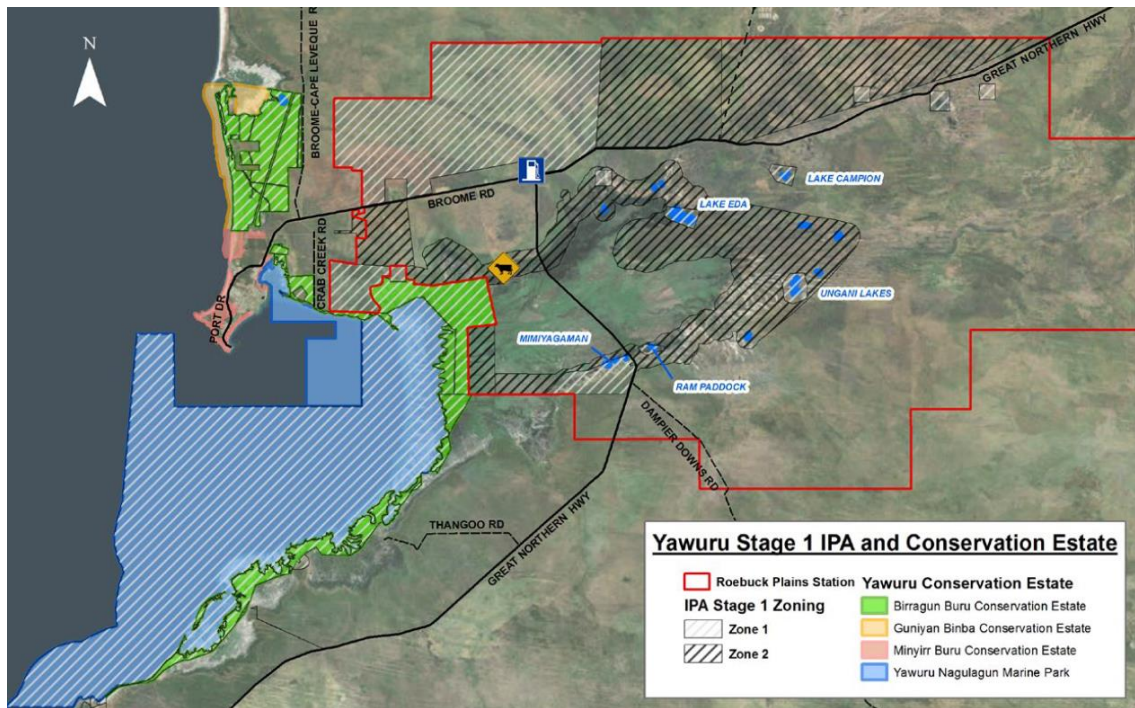 N
BROOME-CAPE LEVEQUE R
GREAT NORTHERN HWY
BROOME RD
LAKE CAMPION
LAKE EDA
CRAB CREEK RD
UNGANI LAKES
PORT DR
MIMIYAGAMAN
RAM PADDOCK
DAMPIER DOWNS RD
THANGOO RD
GREAT NORTHERN HWY
Yawuru Stage 1 IPA and Conservation Estate
Roebuck Plains Station
IPA Stage 1 Zoning
Zone 1
Zone 2
Yawuru Conservation Estate
Birragun Buru Conservation Estate
Guniyan Binba Conservation Estate
Minyirr Buru Conservation Estate
Yawuru Nagulagun Marine Park